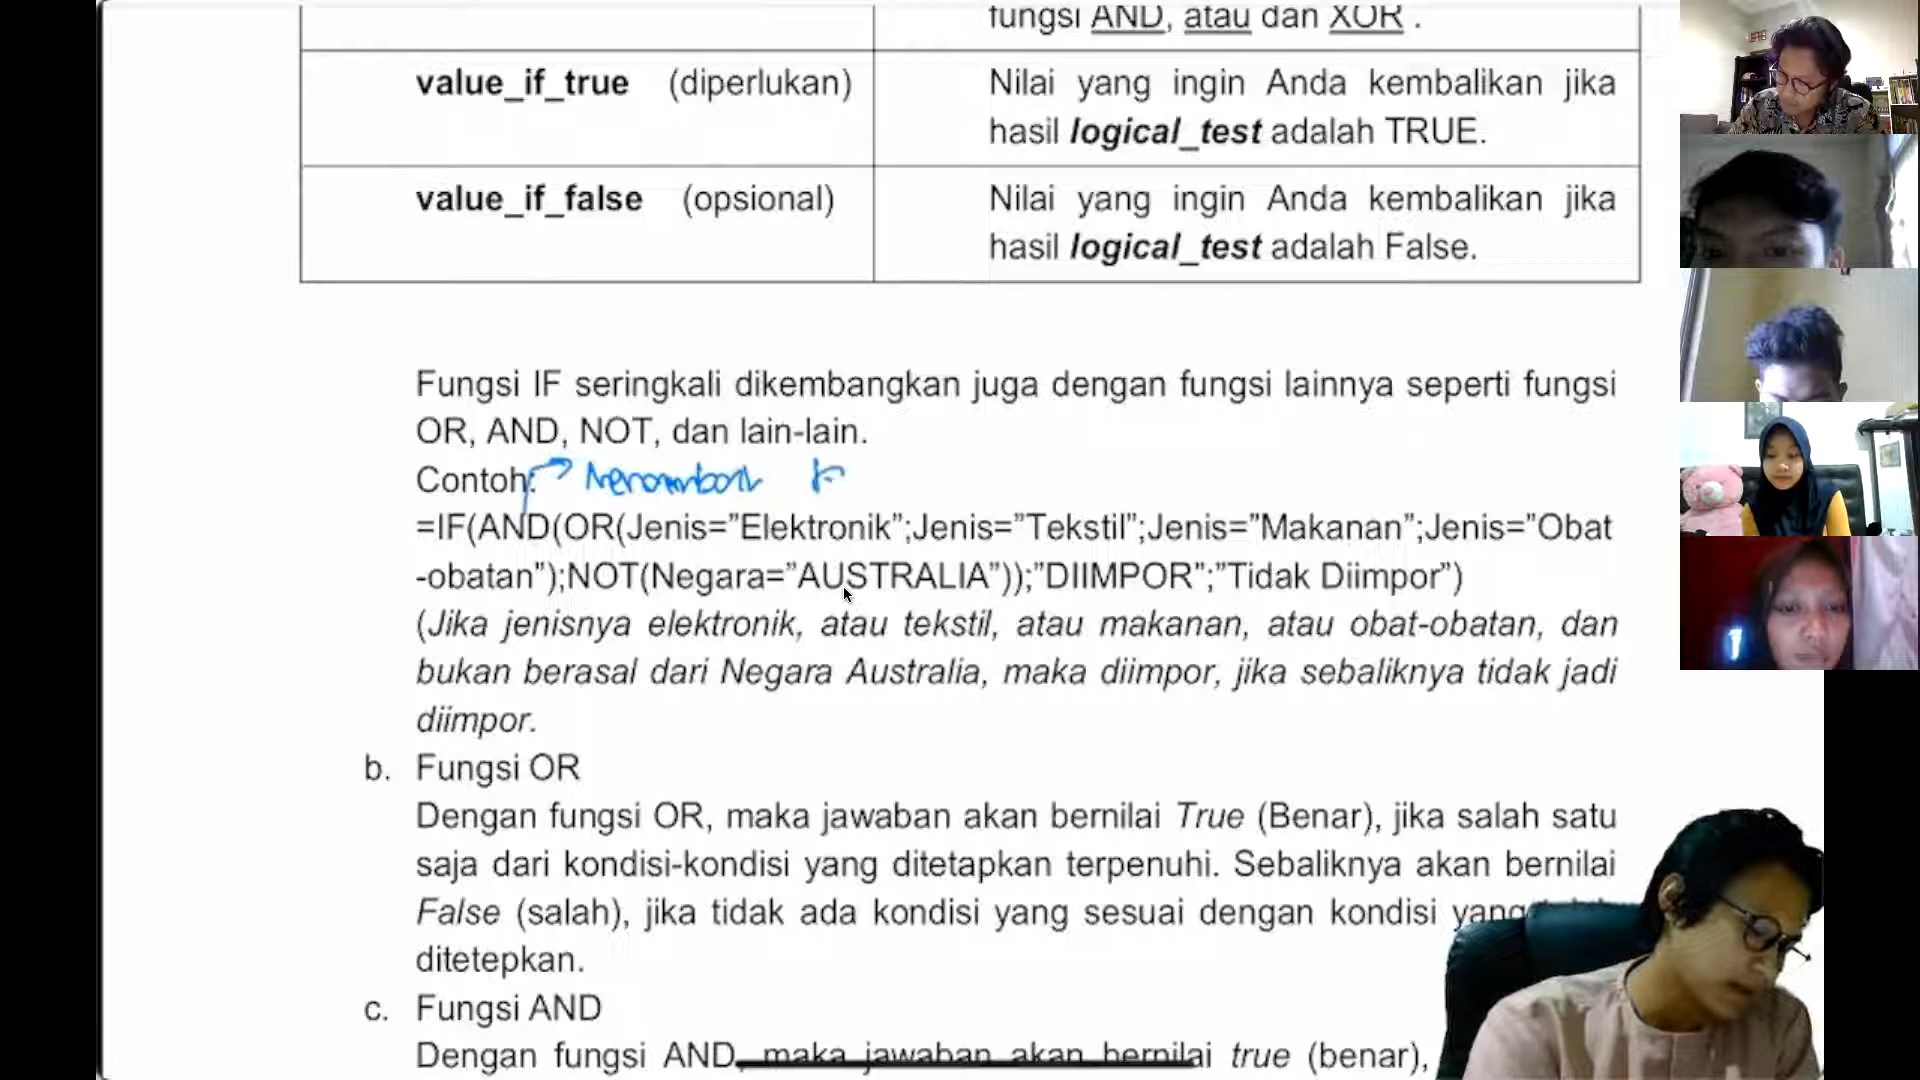 fungsi AND, atau dan XOR .
value_if_true (diperlukan)
Nilai yang ingin Anda kembalikan jika
hasil logical_test adalah TRUE.
value_if_false (opsional)
Nilai yang ingin Anda kembalikan jika
hasil logical_test adalah False.
Fungsi IF seringkali dikembangkan juga dengan fungsi lainnya seperti fungsi
OR, AND, NOT, dan lain-lain.
Contoh:
=IF(AND(OR(Jenis=”Elektronik”;Jenis=”Tekstil”;Jenis=”Makanan”;Jenis=”Obat
-obatan”);NOT(Negara=”AUSTRALIA”));”DIIMPOR”;”Tidak Diimpor”)
(Jika jenisnya elektronik, atau tekstil, atau makanan, atau obat-obatan, dan
bukan berasal dari Negara Australia, maka diimpor, jika sebaliknya tidak jadi
diimpor.
b. Fungsi OR
Dengan fungsi OR, maka jawaban akan bernilai True (Benar), jika salah satu
saja dari kondisi-kondisi yang ditetapkan terpenuhi. Sebaliknya akan bernilai
False (salah), jika tidak ada kondisi yang sesuai dengan kondisi yang
ditetepkan.
c. Fungsi AND
Dengan fungsi AND, maka jawaban akan bernilai true (benar),